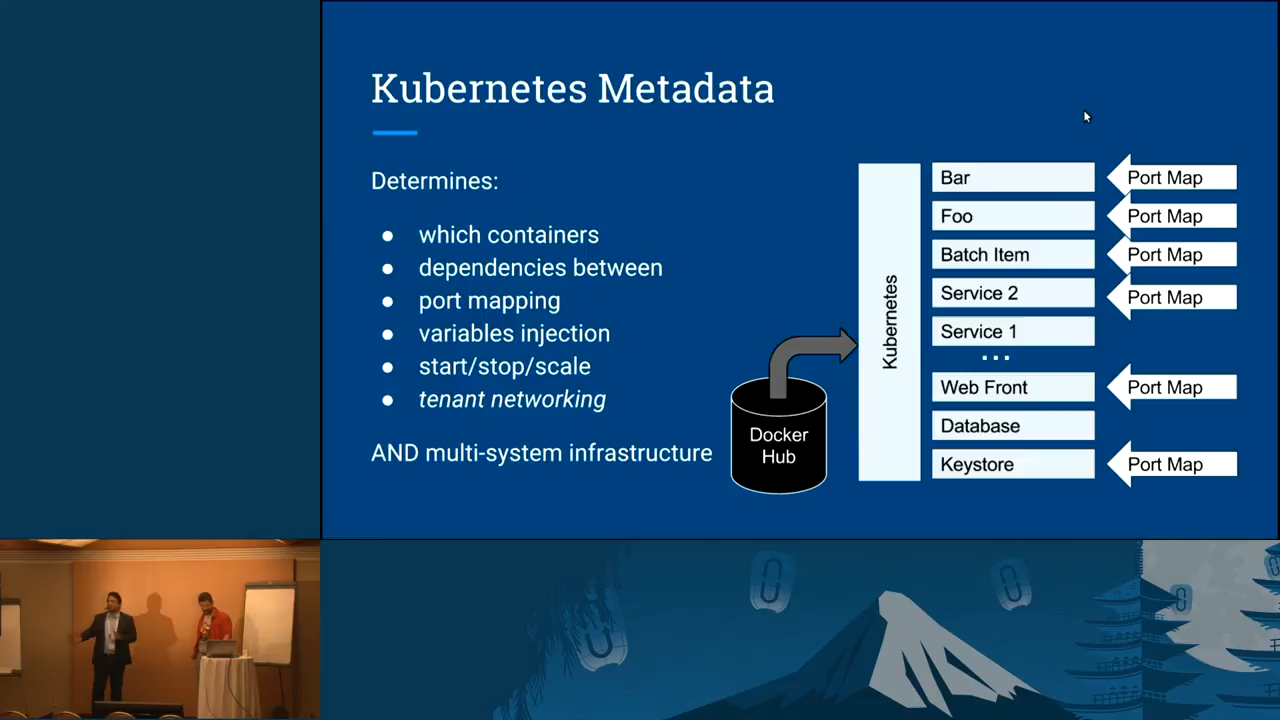 Kubernetes Metadata
Determines:
● which containers
● dependencies between
● port mapping
● variables injection
● start/stop/scale
● tenant networking
AND multi-system infrastructure
Docker
Hub
Kubernetes
Bar
Port Map
Foo
Port Map
Batch Item
Port Map
Service 2
Port Map
Service 1
...
Web Front
Port Map
Database
Keystore
Port Map